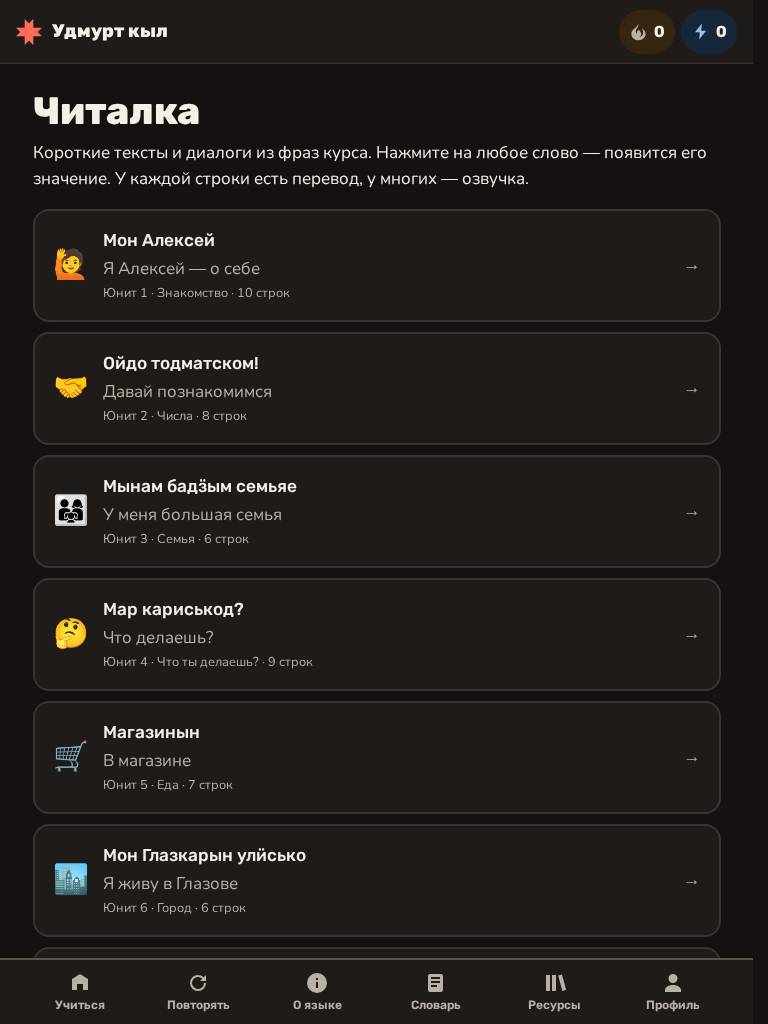 Удмурт кыл
0
0
Читалка
Короткие тексты и диалоги из фраз курса. Нажмите на любое слово — появится его
значение. У каждой строки есть перевод, у многих — озвучка.
Мон Алексей
Я Алексей — о себе
Юнит 1 · Знакомство · 10 строк
→
Ойдо тодматском!
Давай познакомимся
Юнит 2 · Числа · 8 строк
→
Мынам бадӟым семьяе
У меня большая семья
Юнит 3 · Семья · 6 строк
→
Мар кариськод?
Что делаешь?
Юнит 4 · Что ты делаешь? · 9 строк
→
Магазинын
В магазине
Юнит 5 · Еда · 7 строк
→
Мон Глазкарын улӥсько
Я живу в Глазове
Юнит 6 · Город · 6 строк
→
Учиться
Повторять
О языке
Словарь
Ресурсы
Профиль